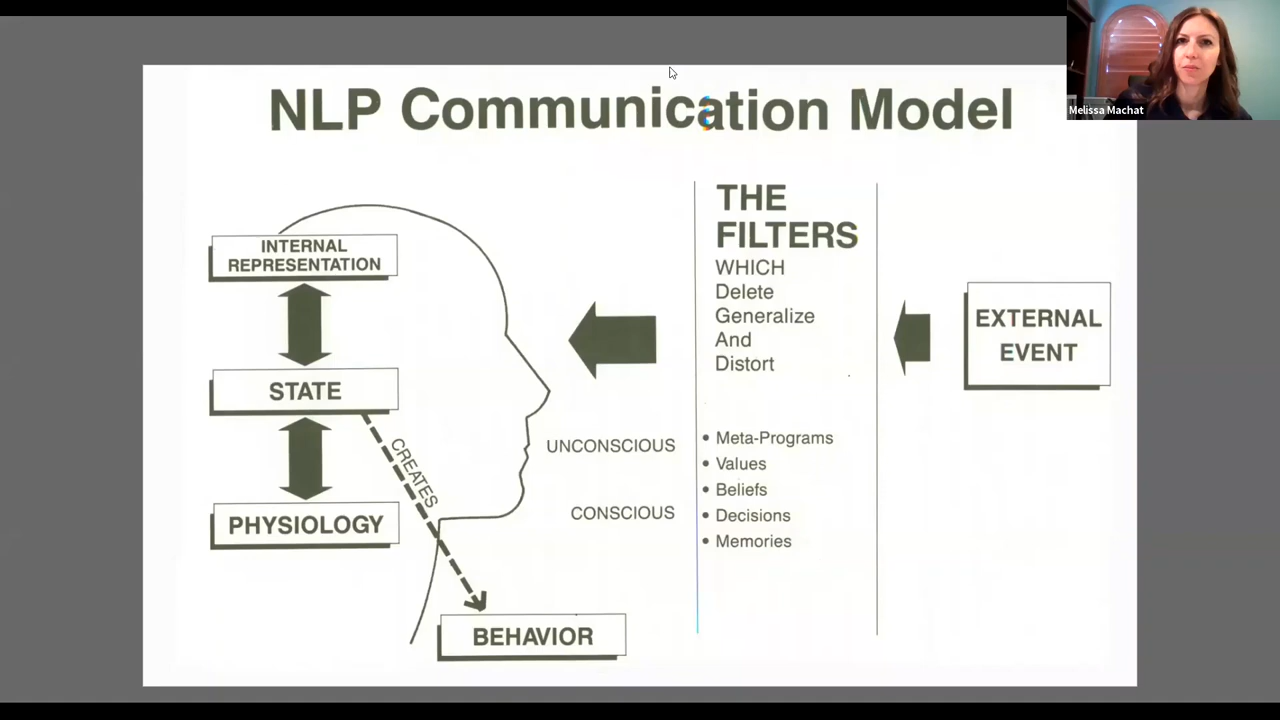 Melissa Machat
NLP Communication Model
INTERNAL
REPRESENTATION
STATE
PHYSIOLOGY
CREATES
BEHAVIOR
UNCONSCIOUS
CONSCIOUS
THE
FILTERS
WHICH
Delete
Generalize
And
Distort
• Meta-Programs
• Values
• Beliefs
• Decisions
• Memories
EXTERNAL
EVENT